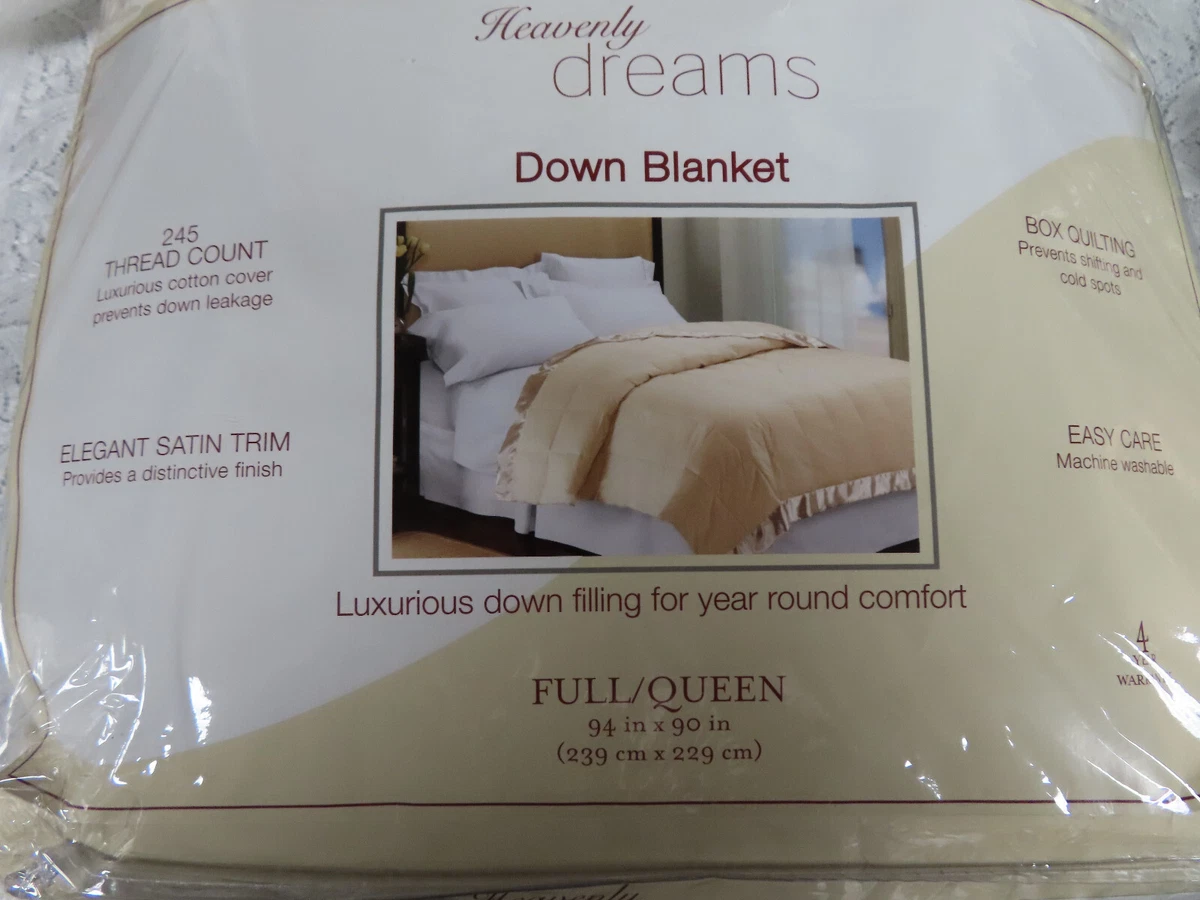 Heavenly
dreams
Down Blanket
245
THREAD COUNT
Luxurious cotton cover
prevents down leakage
BOX QUILTING
Prevents shifting and
cold spots
ELEGANT SATIN TRIM
Provides a distinctive finish
EASY CARE
Machine washable
Luxurious down filling for year round comfort
4
YEAR
FULL/QUEEN
94 in x 90 in
(239 cm x 229 cm)
Heavenly